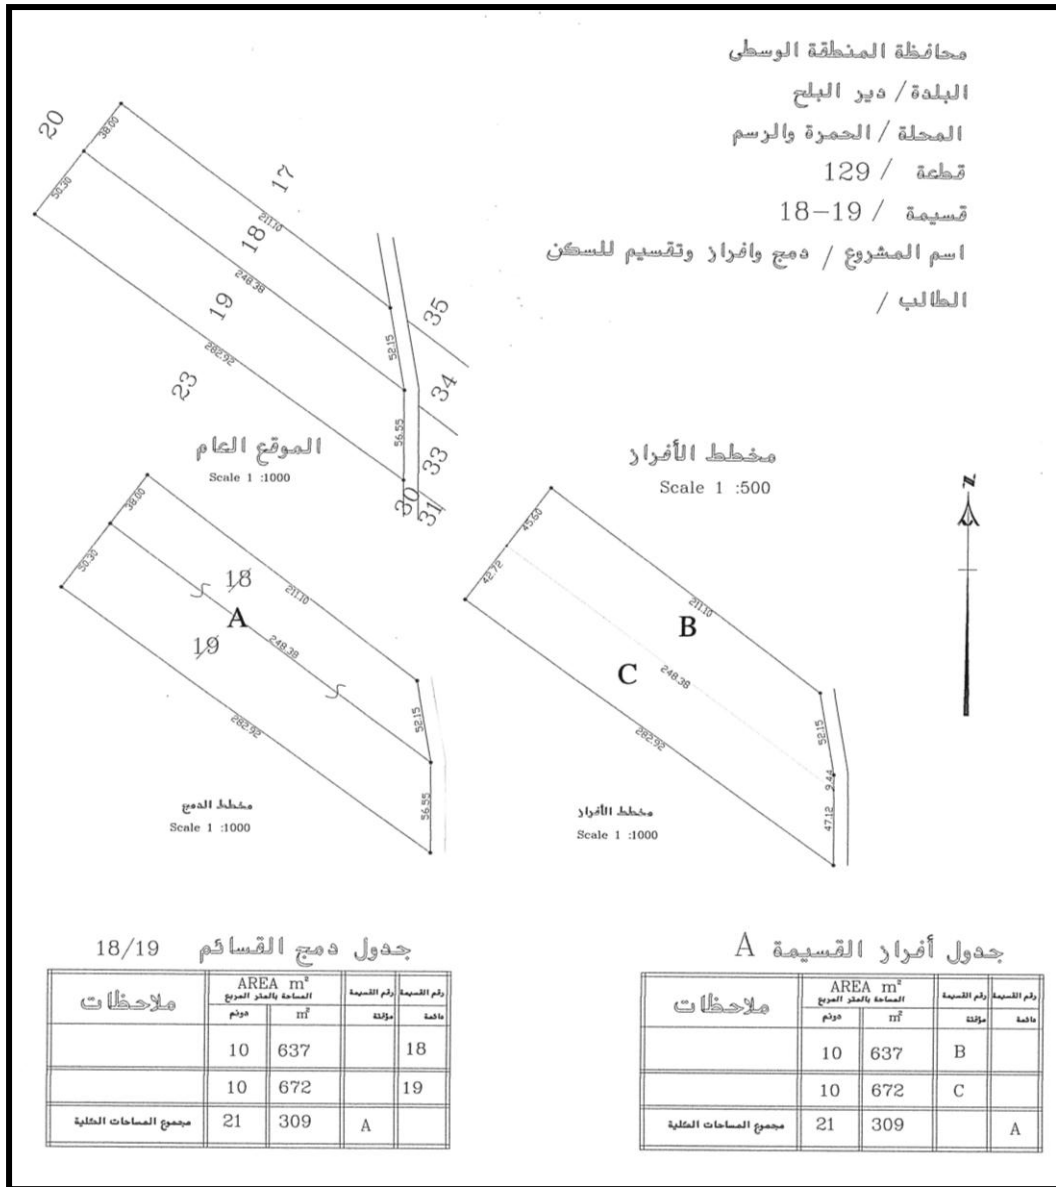 محافظة المنطقة الوسطى
البلدة / دير البلح
المحلة / الحمرة والرسم
قطعة / 129
قسيمة / 18-19
اسم المشروع / دمج وافراز وتقسيم للسكن
الطالب /
20
38.00
50.30
17
211.10
18
248.38
19
282.92
23
52.15
56.55
35
34
33
30
31
الموقع العام
Scale 1 :1000
مخطط الأفراز
Scale 1 :500
z
38.00
50.30
18
211.10
A
19
248.38
282.92
52.15
56.55
مخطط الدمج
Scale 1 :1000
45.60
42.72
211.10
B
C
248.38
282.92
52.15
9.44
47.12
مخطط الأفراز
Scale 1 :1000
جدول دمج القسائم 18/19
رقم القسيمة رقم القسيمة AREA m² ملاحظات
المساحة بالمتر المربع
دائمة مؤقتة m² دونم
18 637 10
19 672 10
A 309 21 مجموع المساحات الكلية
جدول أفراز القسيمة A
رقم القسيمة رقم القسيمة AREA m² ملاحظات
المساحة بالمتر المربع
دائمة مؤقتة m² دونم
B 637 10
C 672 10
A 309 21 مجموع المساحات الكلية